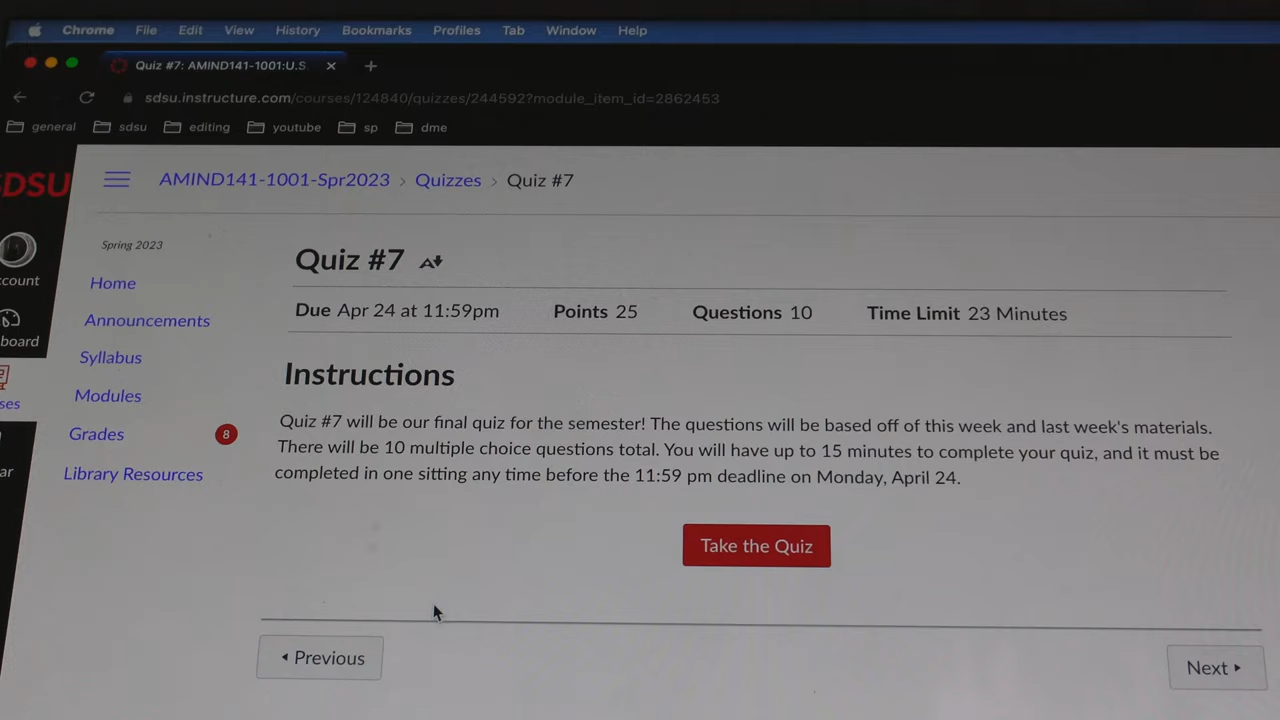 Chrome File Edit View History Bookmarks Profiles Tab Window Help
Quiz #7: AMIND141-1001:U.S.
sdsu.instructure.com/courses/124840/quizzes/244592?module_item_id=2862453
general sdsu editing youtube sp dme
SDSU
AMIND141-1001-Spr2023 > Quizzes > Quiz #7
Spring 2023
Home
Announcements
Syllabus
Modules
Grades 8
Library Resources
ccount
board
ses
ar
Quiz #7
Due Apr 24 at 11:59pm Points 25 Questions 10 Time Limit 23 Minutes
Instructions
Quiz #7 will be our final quiz for the semester! The questions will be based off of this week and last week's materials.
There will be 10 multiple choice questions total. You will have up to 15 minutes to complete your quiz, and it must be
completed in one sitting any time before the 11:59 pm deadline on Monday, April 24.
Take the Quiz
Previous
Next